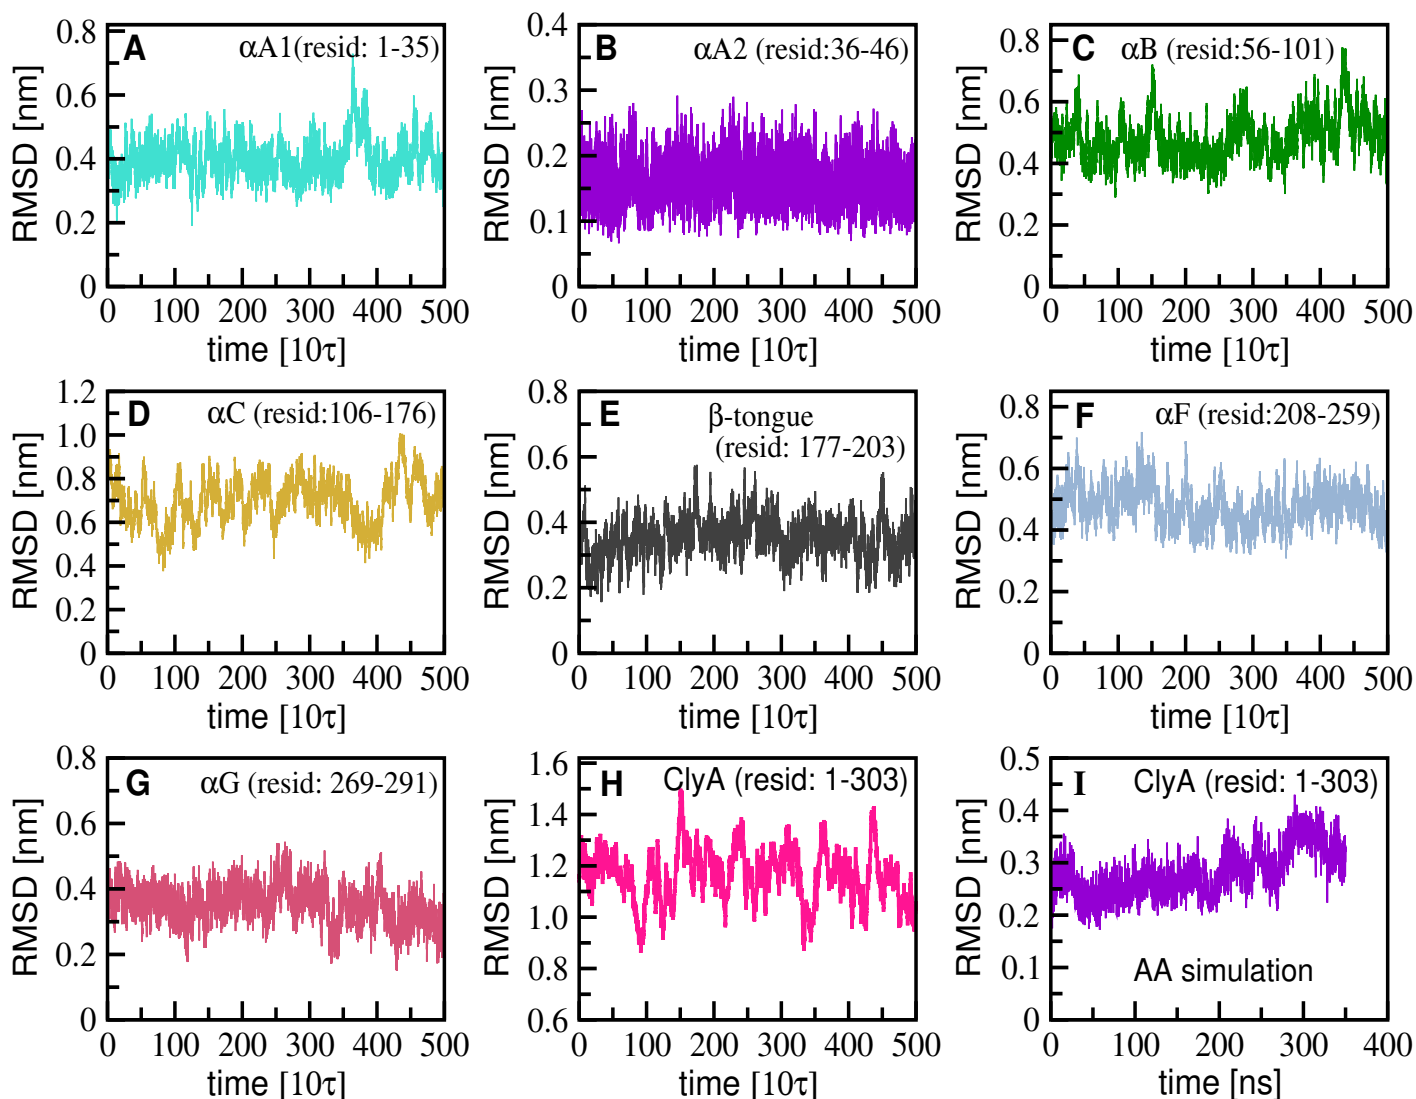 A αA1(resid: 1-35)
RMSD [nm]
0.8
0.6
0.4
0.2
0
0 100 200 300 400 500
time [10τ]
B αA2 (resid:36-46)
RMSD [nm]
0.4
0.3
0.2
0.1
0
0 100 200 300 400 500
time [10τ]
C αB (resid:56-101)
RMSD [nm]
0.8
0.6
0.4
0.2
0
0 100 200 300 400 500
time [10τ]
D αC (resid:106-176)
RMSD [nm]
1.2
1.0
0.8
0.6
0.4
0.2
0
0 100 200 300 400 500
time [10τ]
E β-tongue
(resid: 177-203)
RMSD [nm]
0.8
0.6
0.4
0.2
0
0 100 200 300 400 500
time [10τ]
F αF (resid:208-259)
RMSD [nm]
0.8
0.6
0.4
0.2
0
0 100 200 300 400 500
time [10τ]
G αG (resid: 269-291)
RMSD [nm]
0.8
0.6
0.4
0.2
0
0 100 200 300 400 500
time [10τ]
H ClyA (resid: 1-303)
RMSD [nm]
1.6
1.4
1.2
1.0
0.8
0.6
0 100 200 300 400 500
time [10τ]
I ClyA (resid: 1-303)
RMSD [nm]
0.5
0.4
0.3
0.2
0.1
0
AA simulation
0 100 200 300 400
time [ns]